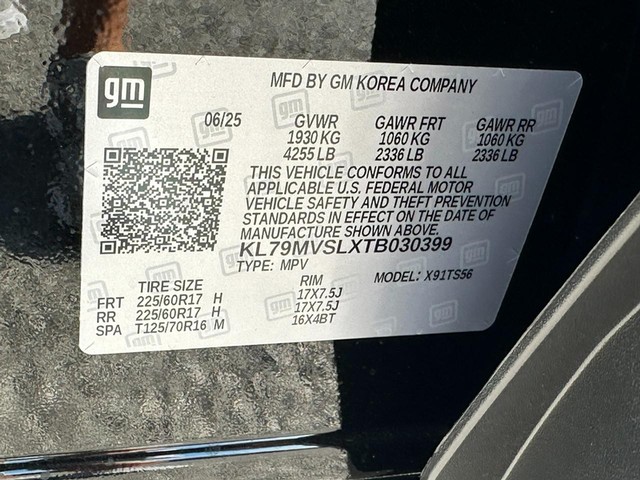 gm
MFD BY GM KOREA COMPANY
06/25 GVWR GAWR FRT GAWR RR
1930 KG 1060 KG 1060 KG
4255 LB 2336 LB 2336 LB
THIS VEHICLE CONFORMS TO ALL
APPLICABLE U.S. FEDERAL MOTOR
VEHICLE SAFETY AND THEFT PREVENTION
STANDARDS IN EFFECT ON THE DATE OF
MANUFACTURE SHOWN ABOVE.
KL79MVSLXTB030399
TYPE: MPV MODEL: X91TS56
TIRE SIZE RIM
FRT 225/60R17 H 17X7.5J
RR 225/60R17 H 17X7.5J
SPA T125/70R16 M 16X4BT